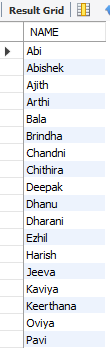 Result Grid
NAME
Abi
Abishek
Ajith
Arthi
Bala
Brindha
Chandni
Chithira
Deepak
Dhanu
Dharani
Ezhil
Harish
Jeeva
Kaviya
Keerthana
Oviya
Pavi